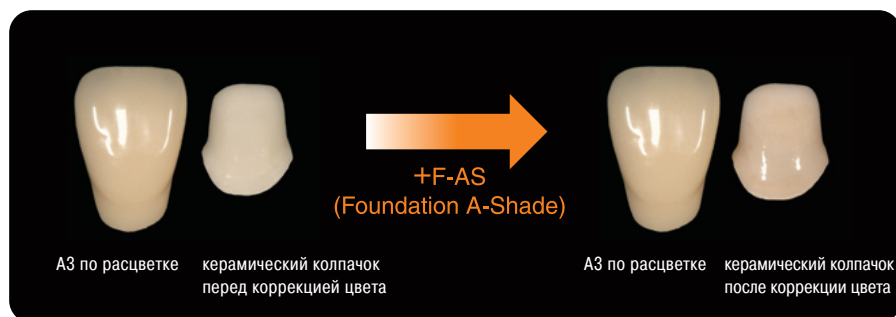 +F-AS
(Foundation A-Shade)
А3 по расцветке
керамический колпачок
перед коррекцией цвета
А3 по расцветке
керамический колпачок
после коррекции цвета